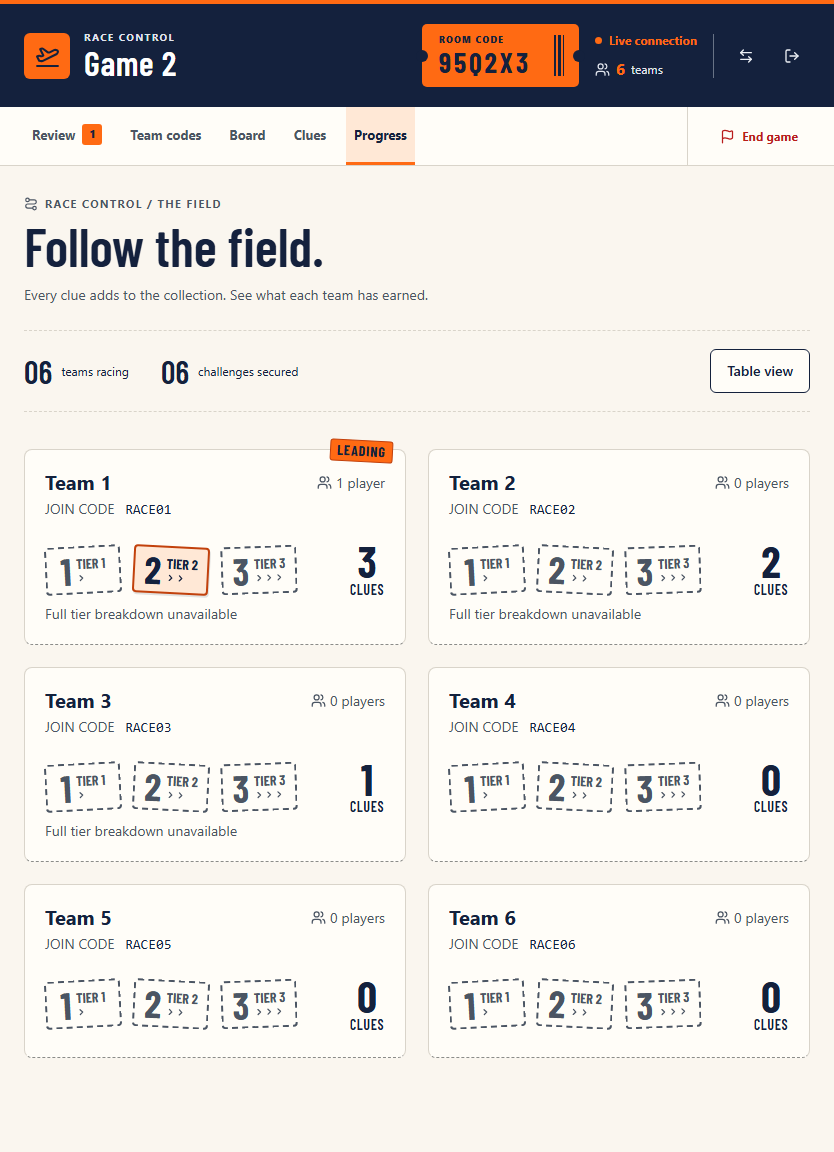 RACE CONTROL
Game 2
ROOM CODE
95Q2X3
Live connection
6 teams
Review 1
Team codes
Board
Clues
Progress
End game
RACE CONTROL / THE FIELD
Follow the field.
Every clue adds to the collection. See what each team has earned.
06 teams racing
06 challenges secured
Table view
LEADING
Team 1
1 player
JOIN CODE RACE01
1 TIER 1 ›
2 TIER 2 › ›
3 TIER 3 › › ›
3 CLUES
Full tier breakdown unavailable
Team 2
0 players
JOIN CODE RACE02
1 TIER 1 ›
2 TIER 2 › ›
3 TIER 3 › › ›
2 CLUES
Full tier breakdown unavailable
Team 3
0 players
JOIN CODE RACE03
1 TIER 1 ›
2 TIER 2 › ›
3 TIER 3 › › ›
1 CLUES
Full tier breakdown unavailable
Team 4
0 players
JOIN CODE RACE04
1 TIER 1 ›
2 TIER 2 › ›
3 TIER 3 › › ›
0 CLUES
Team 5
0 players
JOIN CODE RACE05
1 TIER 1 ›
2 TIER 2 › ›
3 TIER 3 › › ›
0 CLUES
Team 6
0 players
JOIN CODE RACE06
1 TIER 1 ›
2 TIER 2 › ›
3 TIER 3 › › ›
0 CLUES